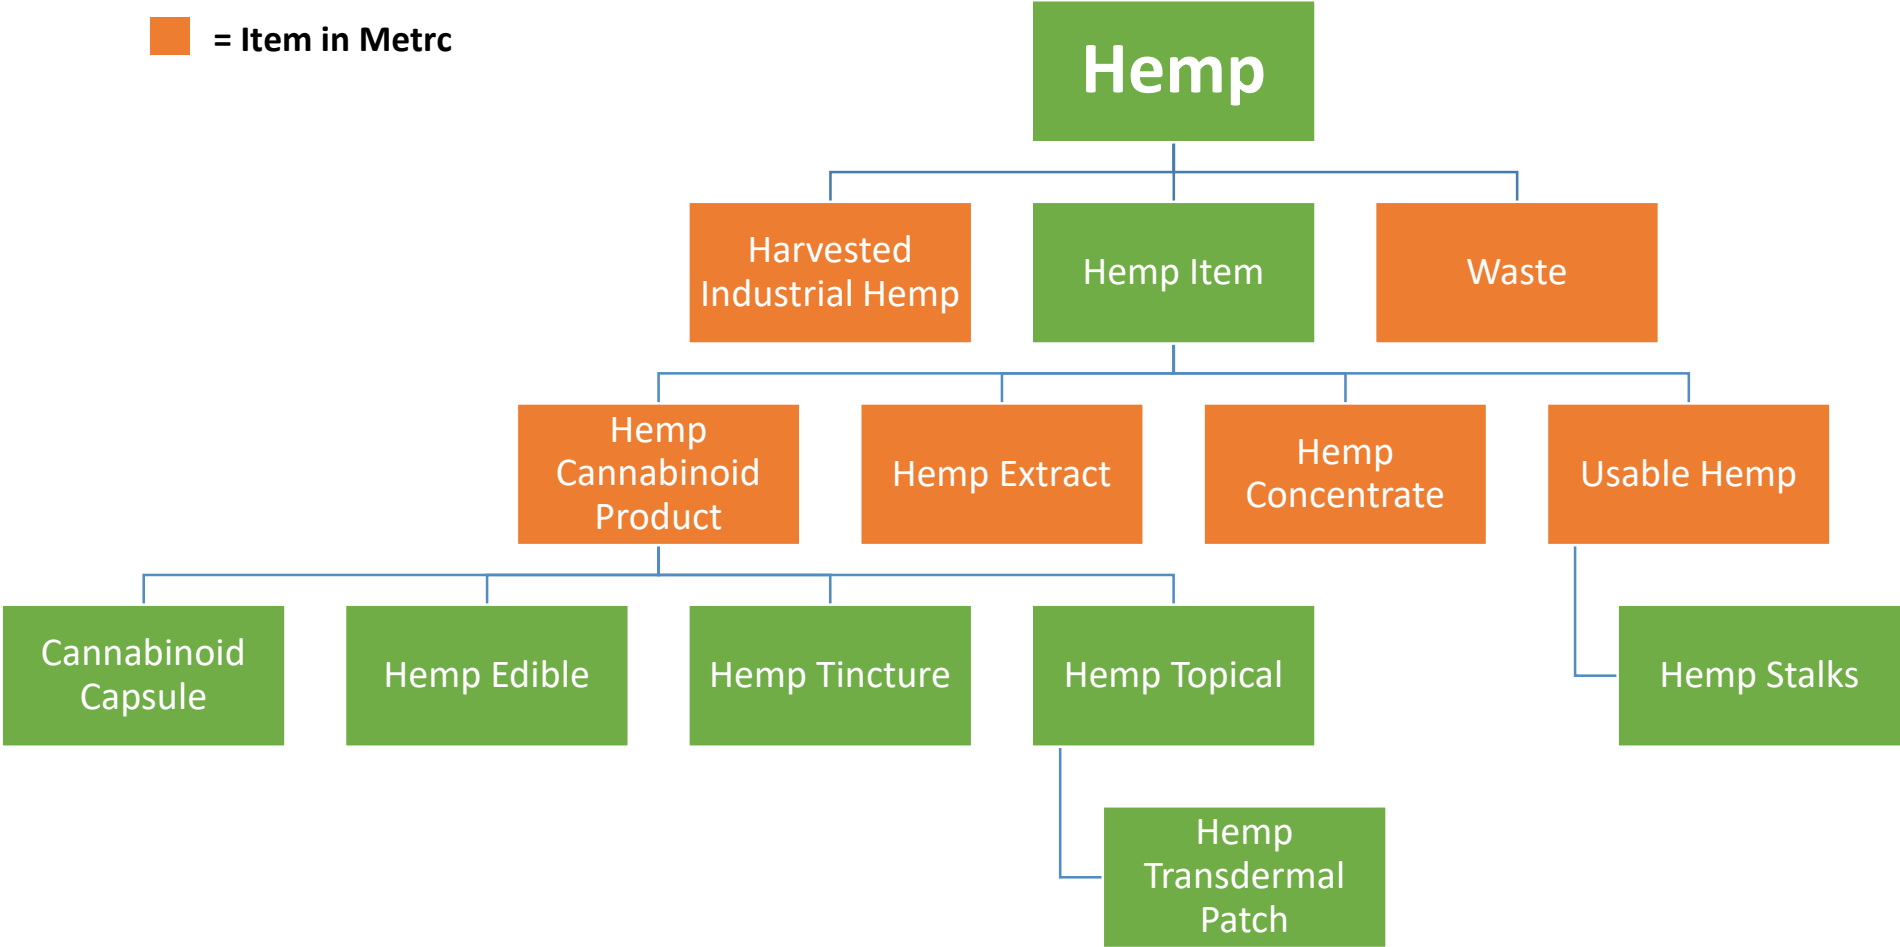 = Item in Metrc
Hemp
Harvested
Industrial Hemp
Hemp Item
Waste
Hemp
Cannabinoid
Product
Hemp Extract
Hemp
Concentrate
Usable Hemp
Cannabinoid
Capsule
Hemp Edible
Hemp Tincture
Hemp Topical
Hemp Stalks
Hemp
Transdermal
Patch